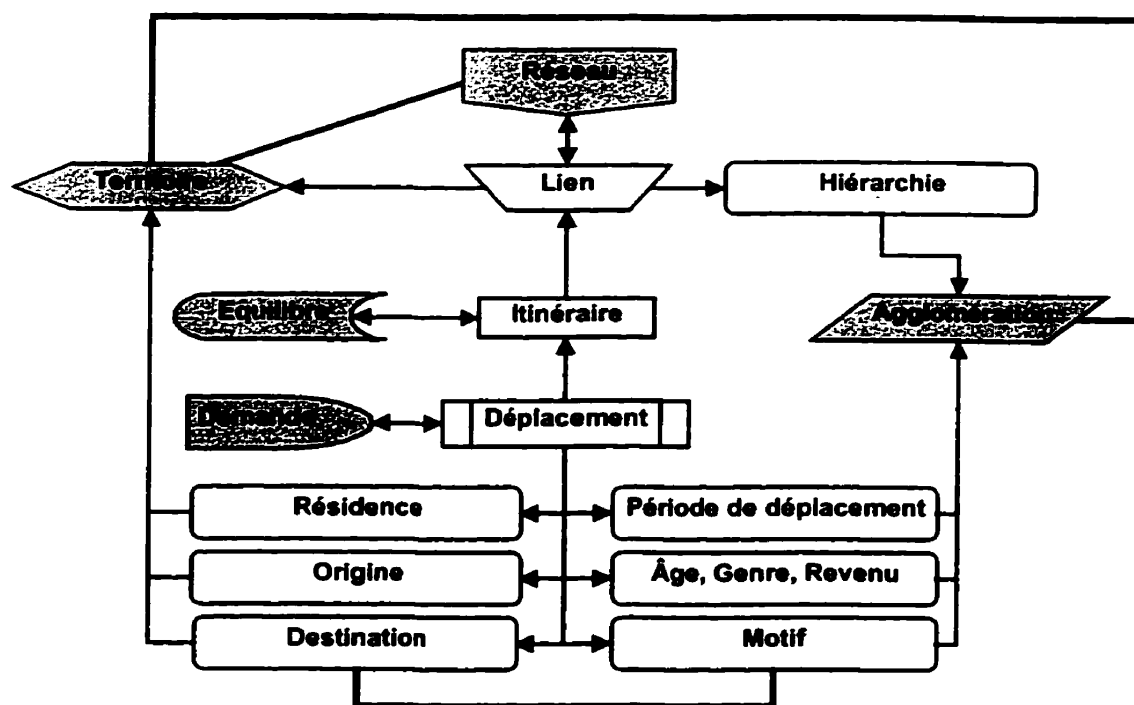 Réseau
Territoire
Lien
Hiérarchie
Equilibre
Itinéraire
Agglomération
Demande
Déplacement
Résidence
Période de déplacement
Origine
Âge, Genre, Revenu
Destination
Motif